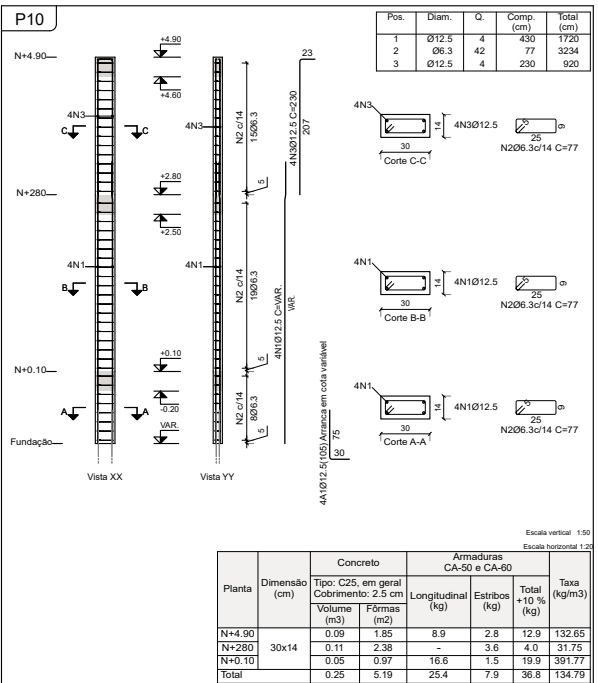 P10
Pos. Diam. Q. Comp. (cm) Total (cm)
1 Ø12.5 4 430 1720
2 Ø6.3 42 77 3234
3 Ø12.5 4 230 920
N+4.90
+4.90
+4.60
23
4N3
C C
4N3
N2 c/14
15Ø6.3
4N3Ø12.5 C=230
207
5
4N3
14
4N3Ø12.5
30
Corte C-C
5
9
25
N2Ø6.3c/14 C=77
N+280
+2.80
+2.50
4N1
B B
4N1
N2 c/14
19Ø6.3
4N1Ø12.5 C=VAR.
VAR.
5
4N1
14
4N1Ø12.5
30
Corte B-B
5
9
25
N2Ø6.3c/14 C=77
N+0.10
+0.10
-0.20
A A
VAR.
N2 c/14
8Ø6.3
5
4A1Ø12.5(105) Arranca em cota variável
75
30
4N1
14
4N1Ø12.5
30
Corte A-A
5
9
25
N2Ø6.3c/14 C=77
Fundação
Vista XX
Vista YY
Escala vertical 1:50
Escala horizontal 1:20
Planta Dimensão (cm) Concreto Armaduras CA-50 e CA-60 Taxa (kg/m3)
Tipo: C25, em geral
Cobrimento: 2.5 cm
Volume (m3) Fôrmas (m2) Longitudinal (kg) Estribos (kg) Total +10 % (kg)
N+4.90 0.09 1.85 8.9 2.8 12.9 132.65
N+280 30x14 0.11 2.38 - 3.6 4.0 31.75
N+0.10 0.05 0.97 16.6 1.5 19.9 391.77
Total 0.25 5.19 25.4 7.9 36.8 134.79